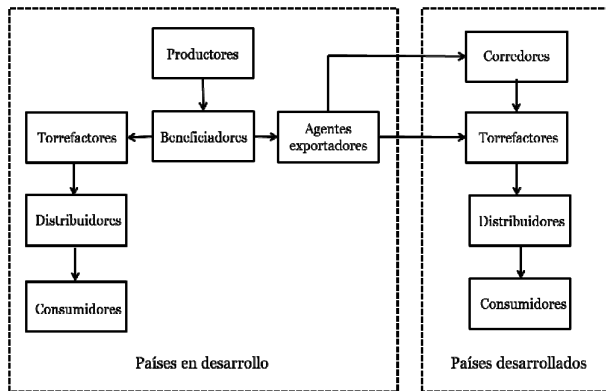 Productores
Corredores
Torrefactores
Beneficiadores
Agentes
exportadores
Torrefactores
Distribuidores
Distribuidores
Consumidores
Consumidores
Países en desarrollo
Países desarrollados